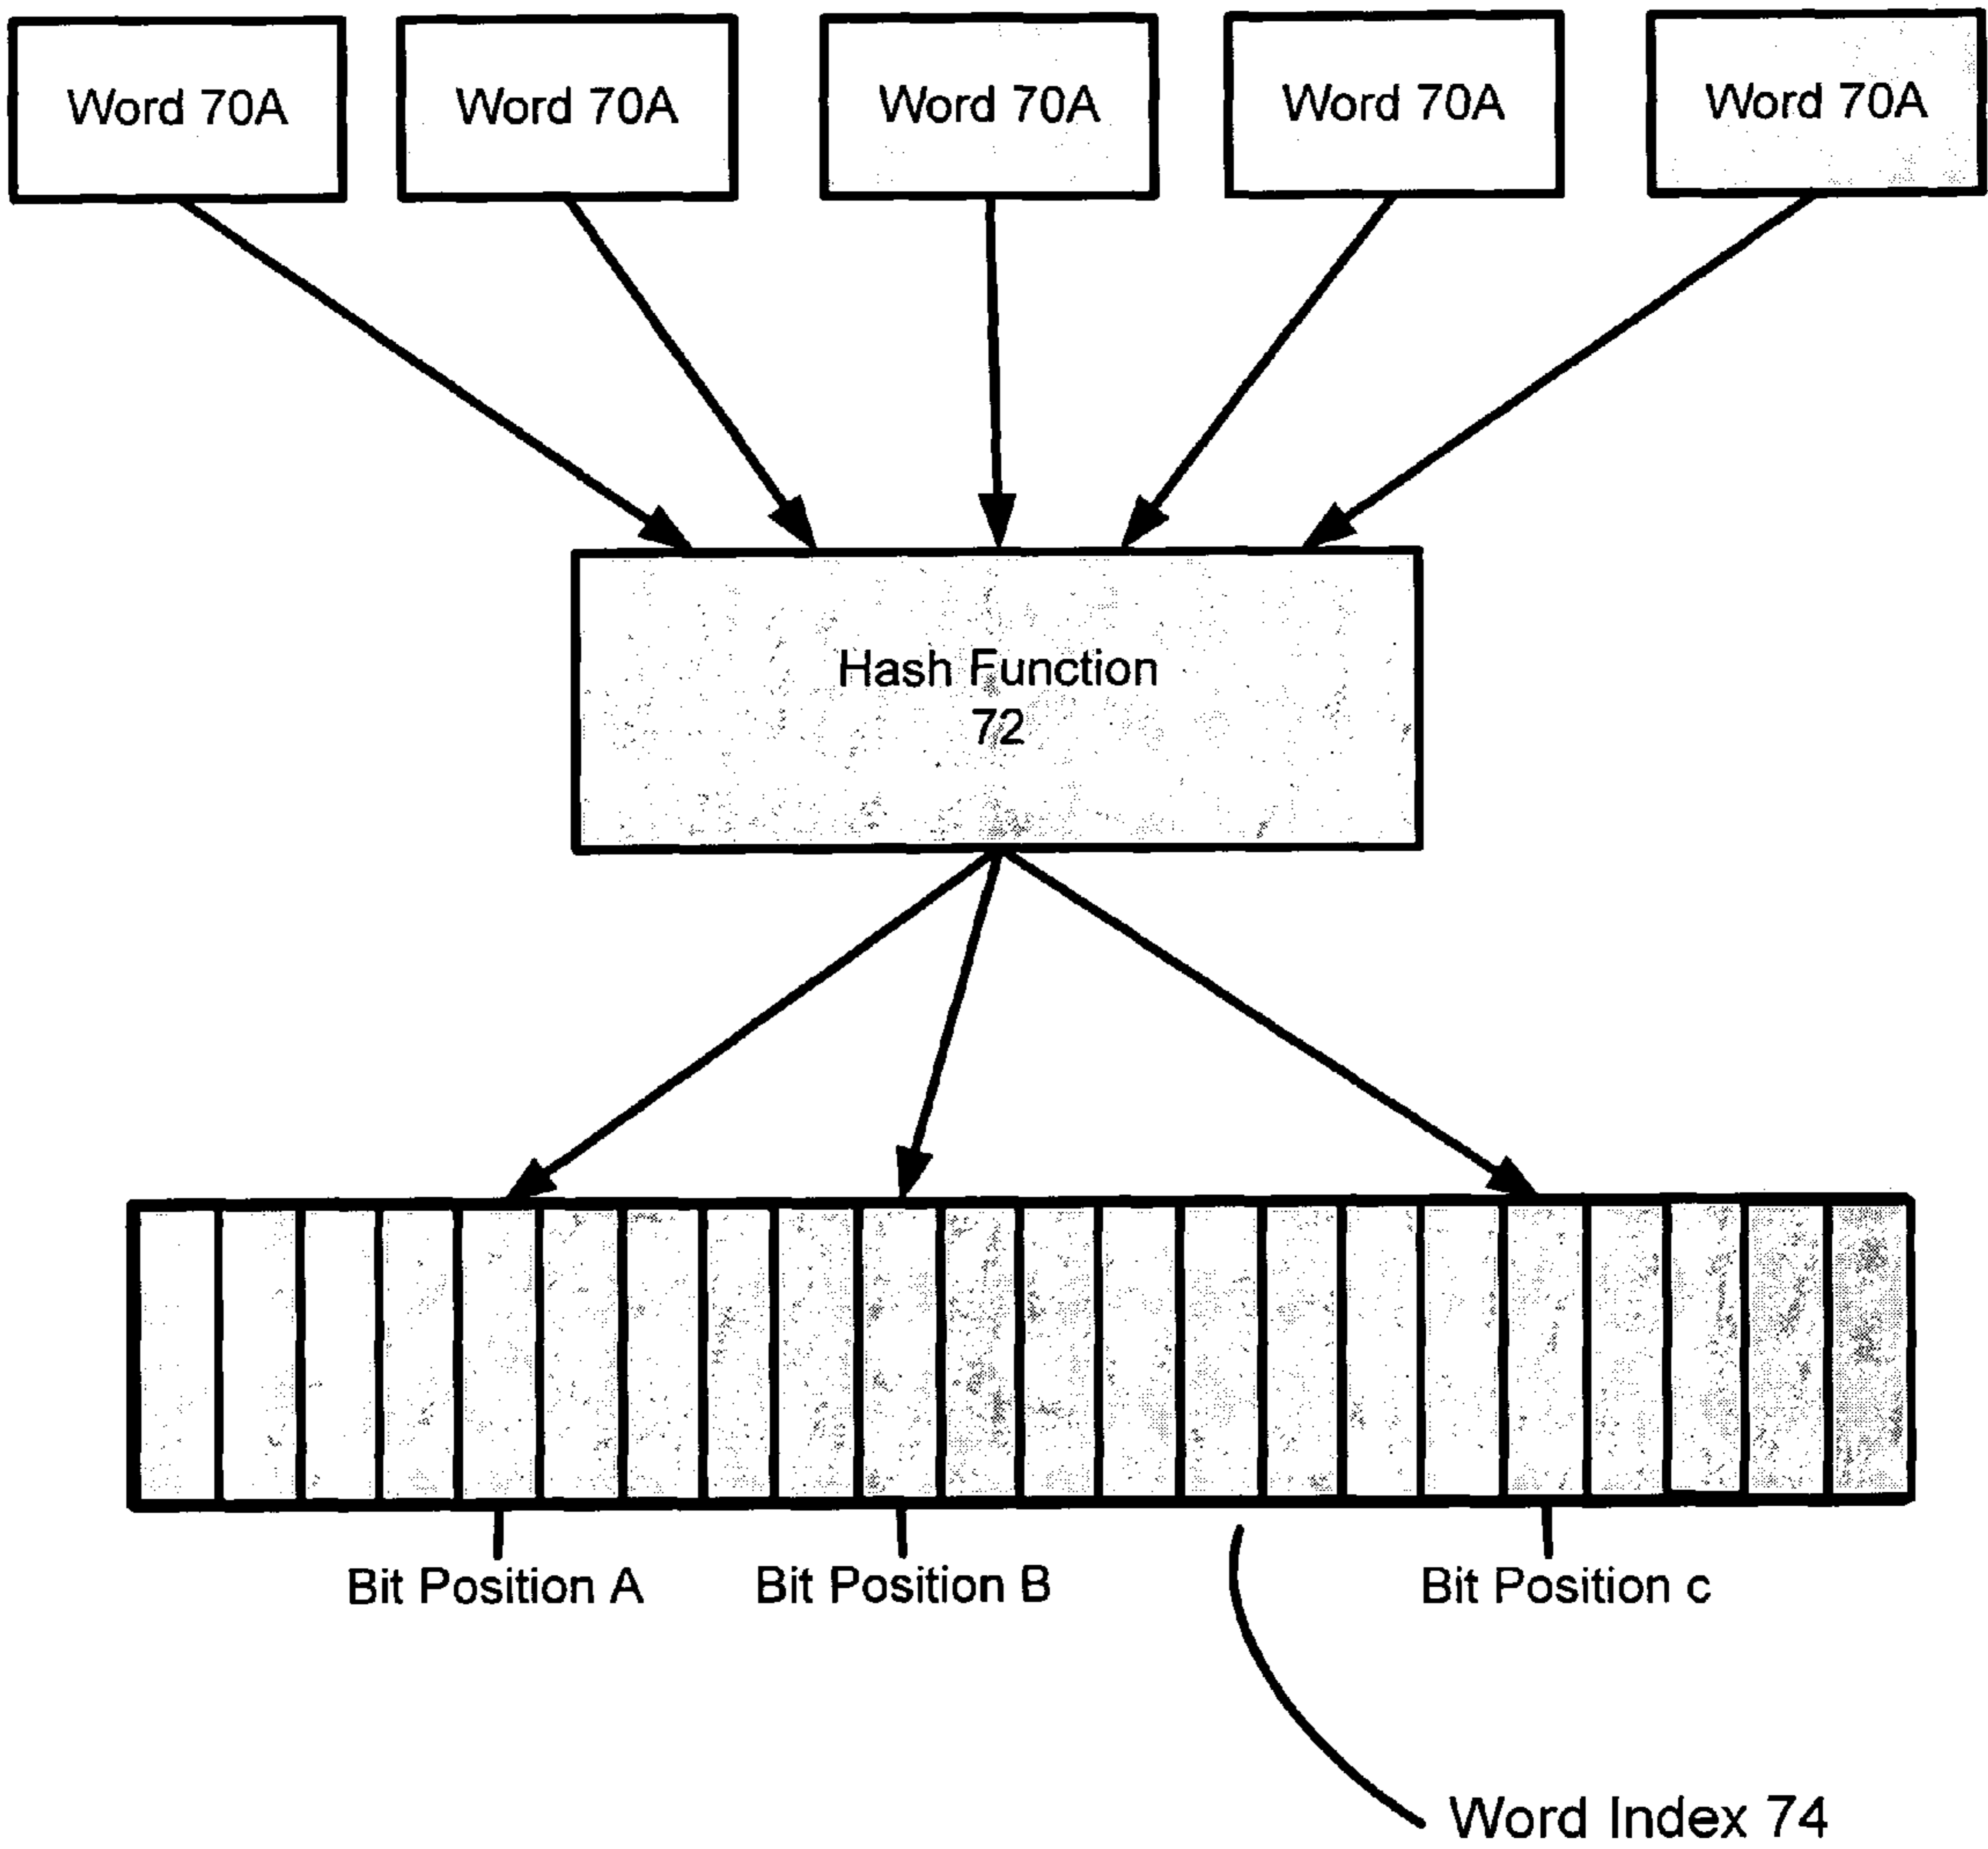 Word 70A
Word 70A
Word 70A
Word 70A
Word 70A
Hash Function
72
Bit Position A
Bit Position B
Bit Position c
Word Index 74